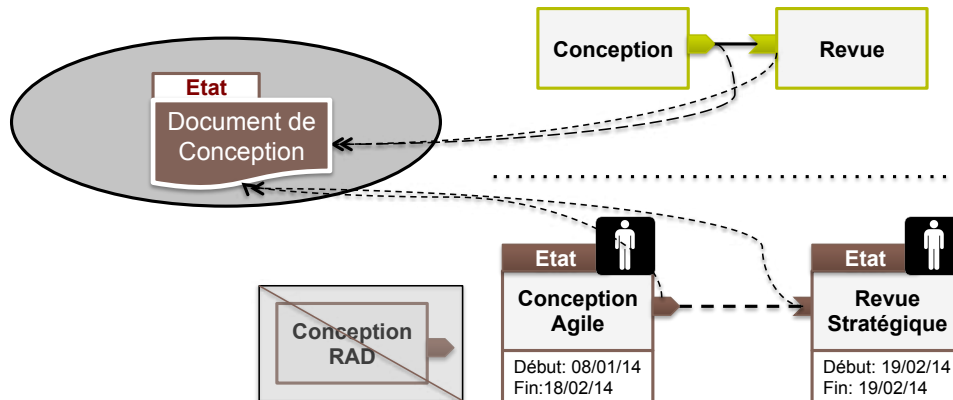 Conception
Revue
Etat
Document de
Conception
Etat
Conception
Agile
Début: 08/01/14
Fin:18/02/14
Etat
Revue
Stratégique
Début: 19/02/14
Fin: 19/02/14
Conception
RAD